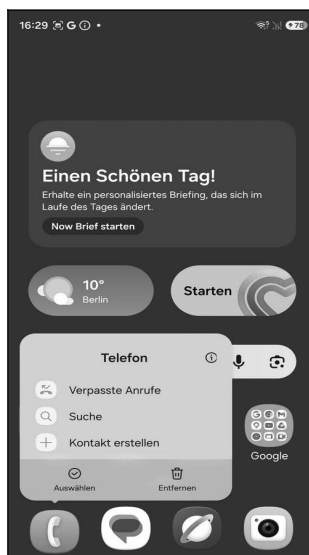 16:29 G
78
Einen Schönen Tag!
Erhalte ein personalisiertes Briefing, das sich im
Laufe des Tages ändert.
Now Brief starten
10°
Berlin
Starten
Telefon
Verpasste Anrufe
Suche
Kontakt erstellen
Google
Auswählen
Entfernen